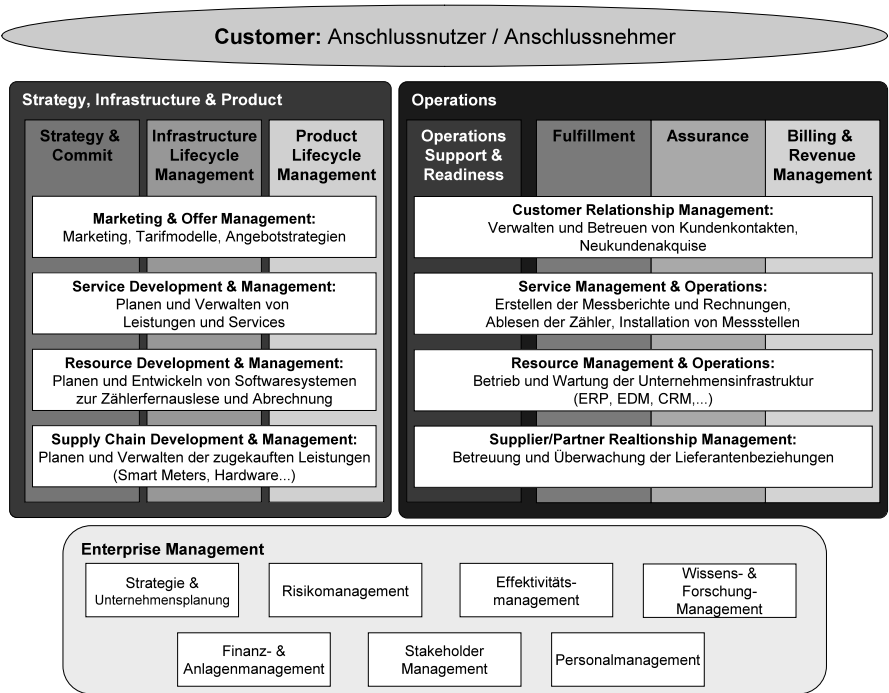 Customer: Anschlussnutzer / Anschlussnehmer
Strategy, Infrastructure & Product
Strategy &
Commit
Infrastructure
Lifecycle
Management
Product
Lifecycle
Management
Marketing & Offer Management:
Marketing, Tarifmodelle, Angebotstrategien
Service Development & Management:
Planen und Verwalten von
Leistungen und Services
Resource Development & Management:
Planen und Entwickeln von Softwaresystemen
zur Zählerfernauslese und Abrechnung
Supply Chain Development & Management:
Planen und Verwalten der zugekauften Leistungen
(Smart Meters, Hardware...)
Operations
Operations
Support &
Readiness
Fulfillment
Assurance
Billing &
Revenue
Management
Customer Relationship Management:
Verwalten und Betreuen von Kundenkontakten,
Neukundenakquise
Service Management & Operations:
Erstellen der Messberichte und Rechnungen,
Ablesen der Zähler, Installation von Messstellen
Resource Management & Operations:
Betrieb und Wartung der Unternehmensinfrastruktur
(ERP, EDM, CRM,...)
Supplier/Partner Realtionship Management:
Betreuung und Überwachung der Lieferantenbeziehungen
Enterprise Management
Strategie &
Unternehmensplanung
Risikomanagement
Effektivitäts-
management
Wissens- &
Forschung-
Management
Finanz- &
Anlagenmanagement
Stakeholder
Management
Personalmanagement